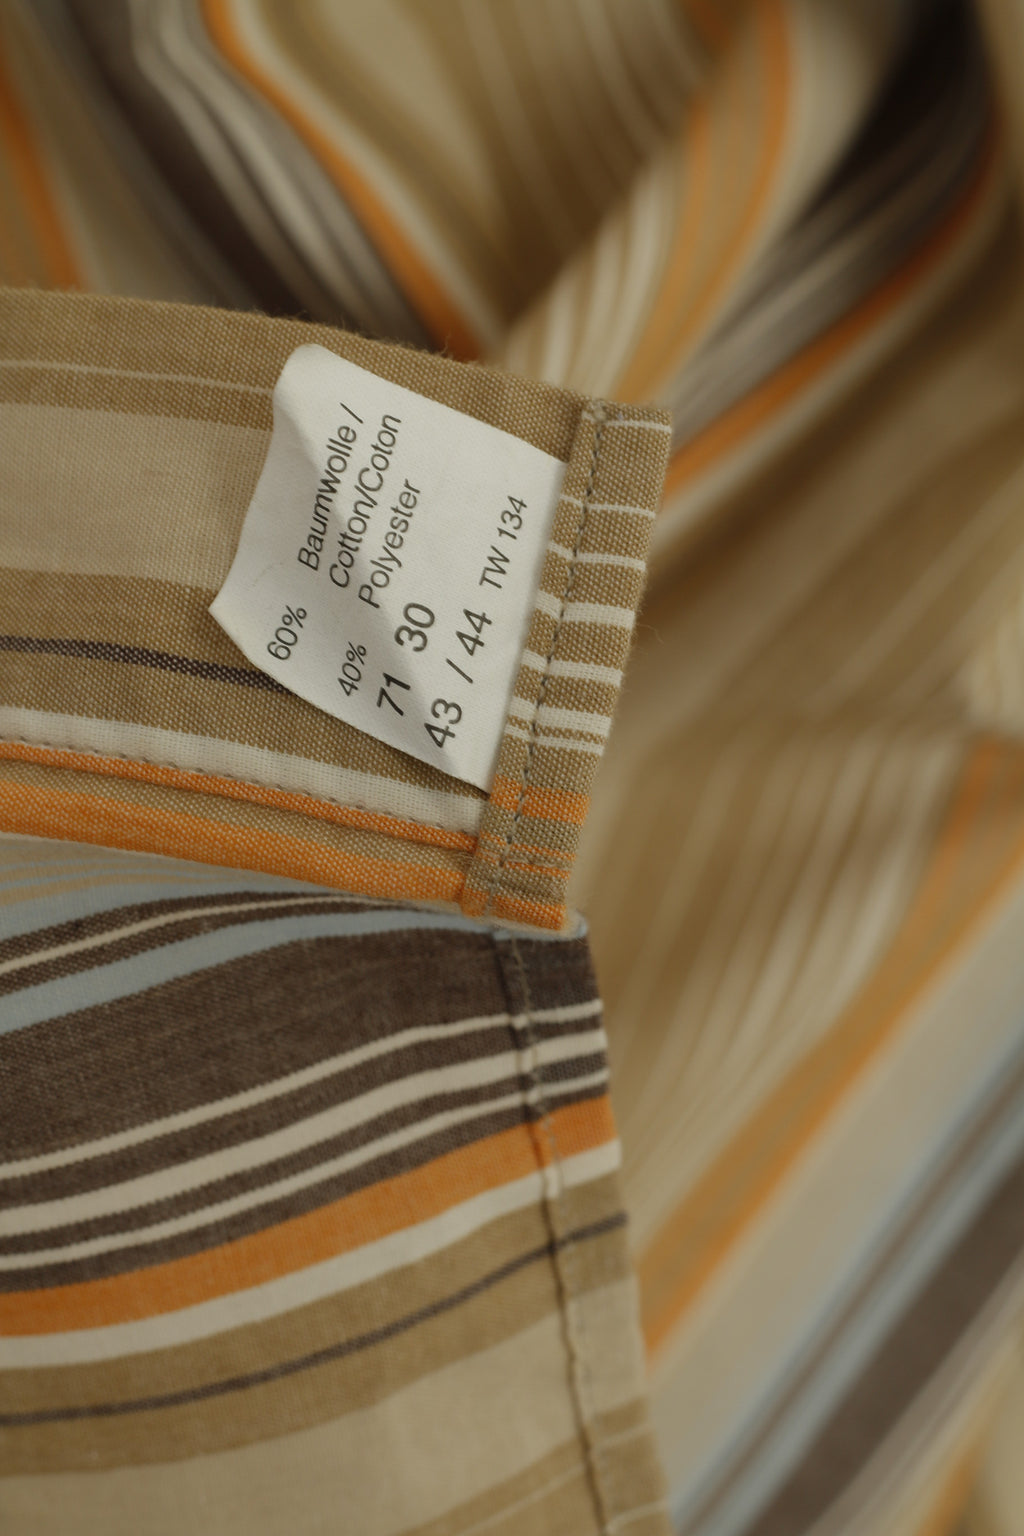 60% Baumwolle /
Cotton/Coton
40% Polyester
71 30
43 / 44 TW 134